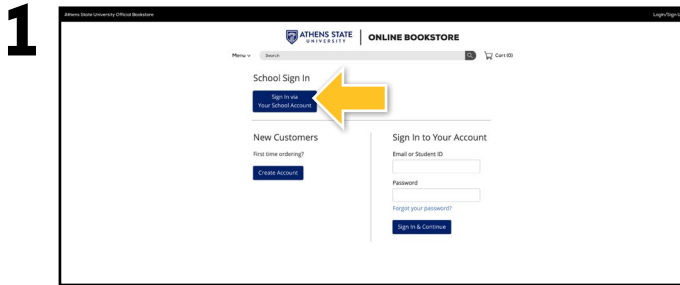 1
Athens State University Official Bookstore
ATHENS STATE
UNIVERSITY
ONLINE BOOKSTORE
Menu
Search
Cart (0)
School Sign In
Sign In via
Your School Account
New Customers
First time ordering?
Create Account
Sign In to Your Account
Email or Student ID
Password
Forgot your password?
Sign In & Continue